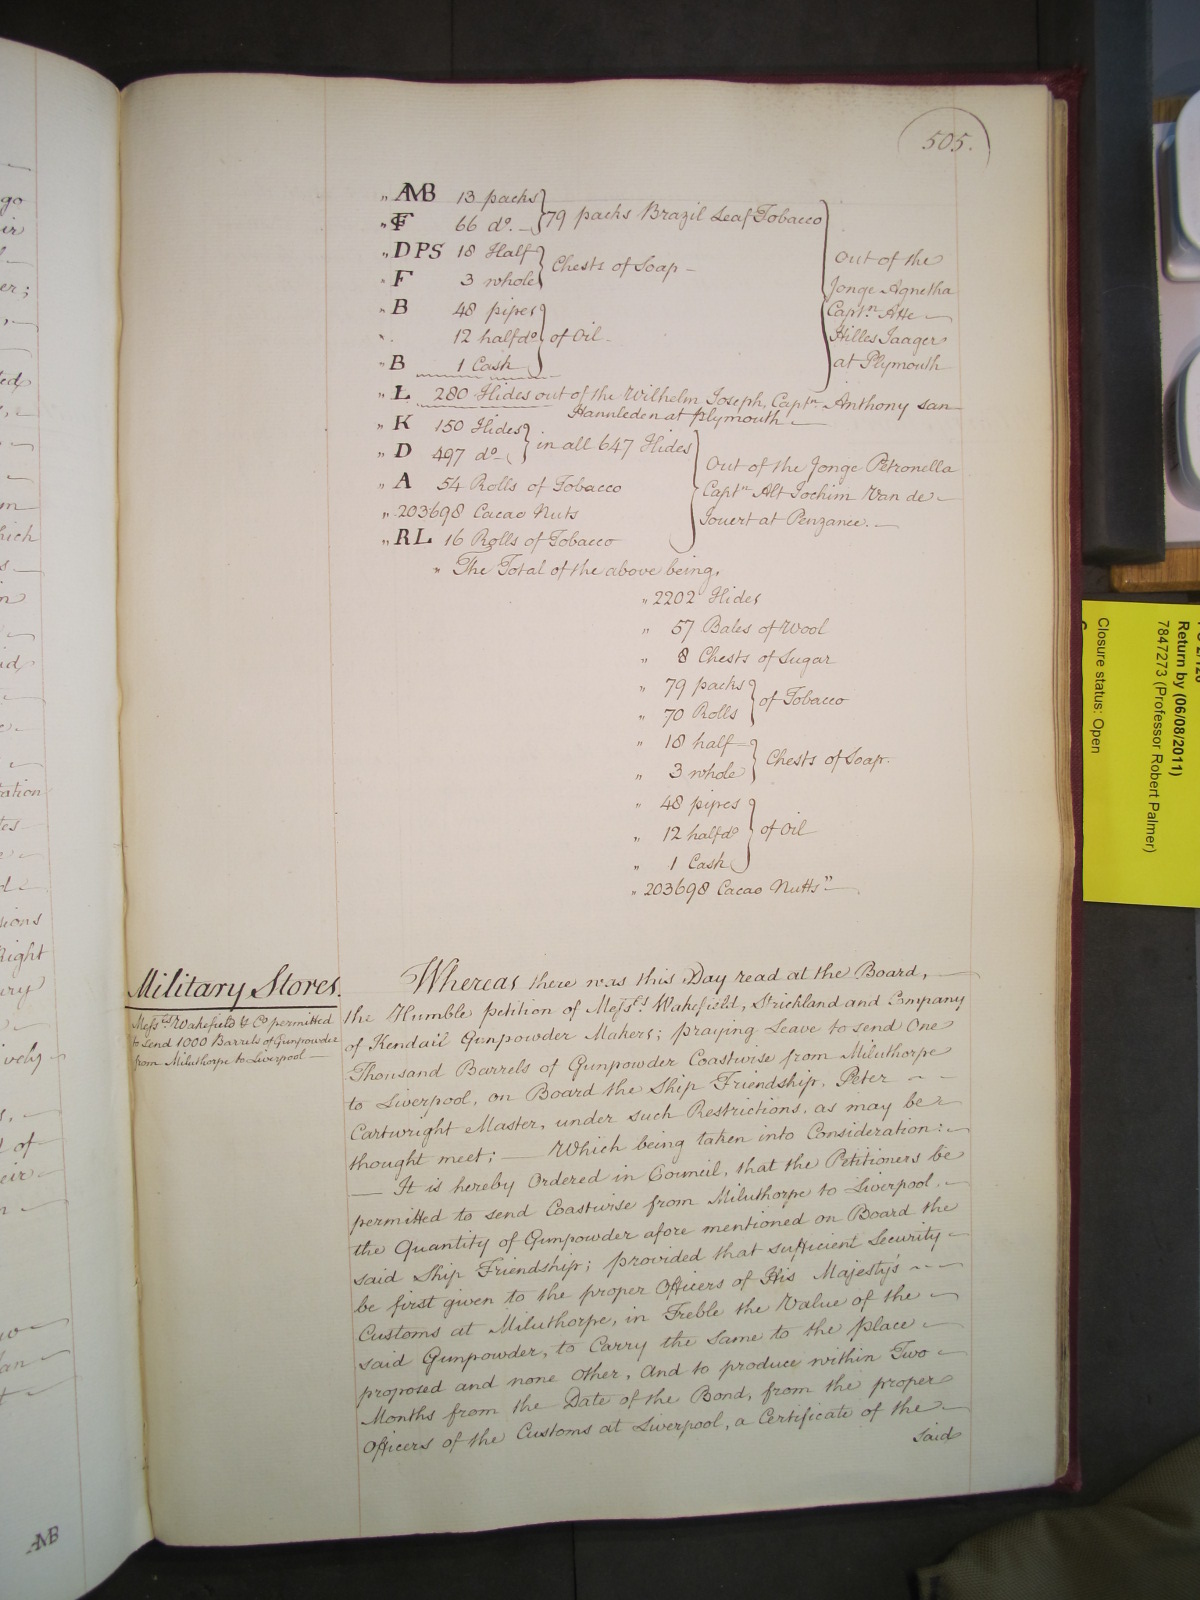 505.
" AMB 13 packs
" F 66 do. - 79 packs Brazil Leaf Tobacco
" DPS 18 Half
" F 3 whole Chests of Soap -
" B 48 pipes
". 12 half do of Oil.
" B 1 Cask
Out of the
Jonge Agnetha
Captn. Atte
Hilles Jaager
at Plymouth
" L 280 Hides out of the Wilhelm Joseph, Captn Anthony san
Hannleden at plymouth
" K 150 Hides
" D 497 do - in all 647 Hides
" A 54 Rolls of Tobacco
" 203698 Cacao Nuts
" RL 16 Rolls of Tobacco
Out of the Jonge Petronella
Captn Alt Jochim Van de
Jouert at Penzance. -
" The Total of the above being,
" 2202 Hides
" 57 Bales of Wool
" 8 Chests of Sugar
" 79 packs
" 70 Rolls of Tobacco
" 18 half
" 3 whole Chests of Soap.
" 48 pipes
" 12 half do of Oil
" 1 Cask
" 203698 Cacao Nutts"
Military Stores.
Messrs. Wakefield & Co permitted
to send 1000 Barrels of Gunpowder
from Miluthorpe to Liverpool
Whereas there was this Day read at the Board,
the Humble petition of Messrs. Wakefield, Strickland and Company
of Kendail Gunpowder Makers; praying Leave to send One
Thousand Barrels of Gunpowder Coastwise from Miluthorpe
to Liverpool, on Board the Ship Friendship, Peter
Cartwright Master, under such Restrictions, as may be
thought meet; — Which being taken into Consideration:
— It is hereby Ordered in Council, that the Petitioners be
permitted to send Coastwise from Miluthorpe to Liverpool,
the Quantity of Gunpowder afore mentioned on Board the
said Ship Friendship; provided that sufficient Security
be first given to the proper Officers of His Majesty's
Customs at Miluthorpe, in Treble the Value of the
said Gunpowder, to Carry the Same to the place
proposed and none Other, And to produce within Two
Months from the Date of the Bond, from the proper
Officers of the Customs at Liverpool, a Certificate of the
Said
AMB
Return by (06/08/2011)
7847273 (Professor Robert Palmer)
Closure status: Open